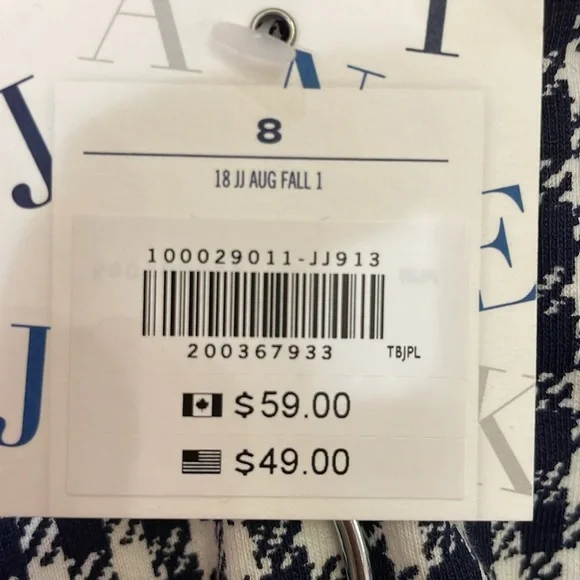 A I
J A N
E
J K
8
18 JJ AUG FALL 1
100029011-JJ913
200367933 TBJPL
$59.00
$49.00